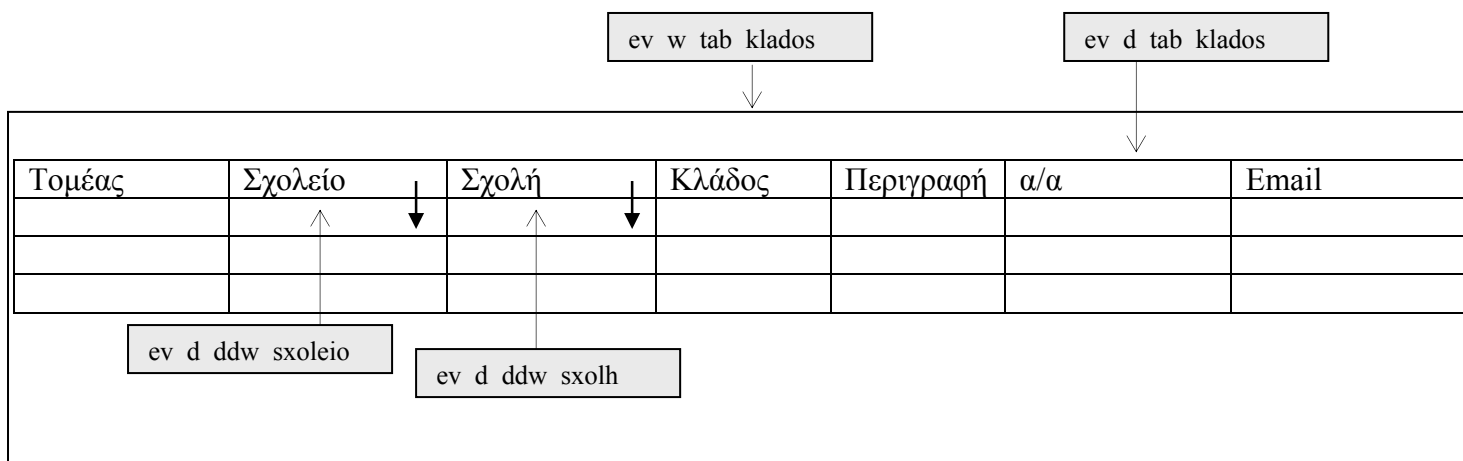 ev w tab klados
ev d tab klados
Τομέας Σχολείο Σχολή Κλάδος Περιγραφή α/α Email
ev d ddw sxoleio
ev d ddw sxolh